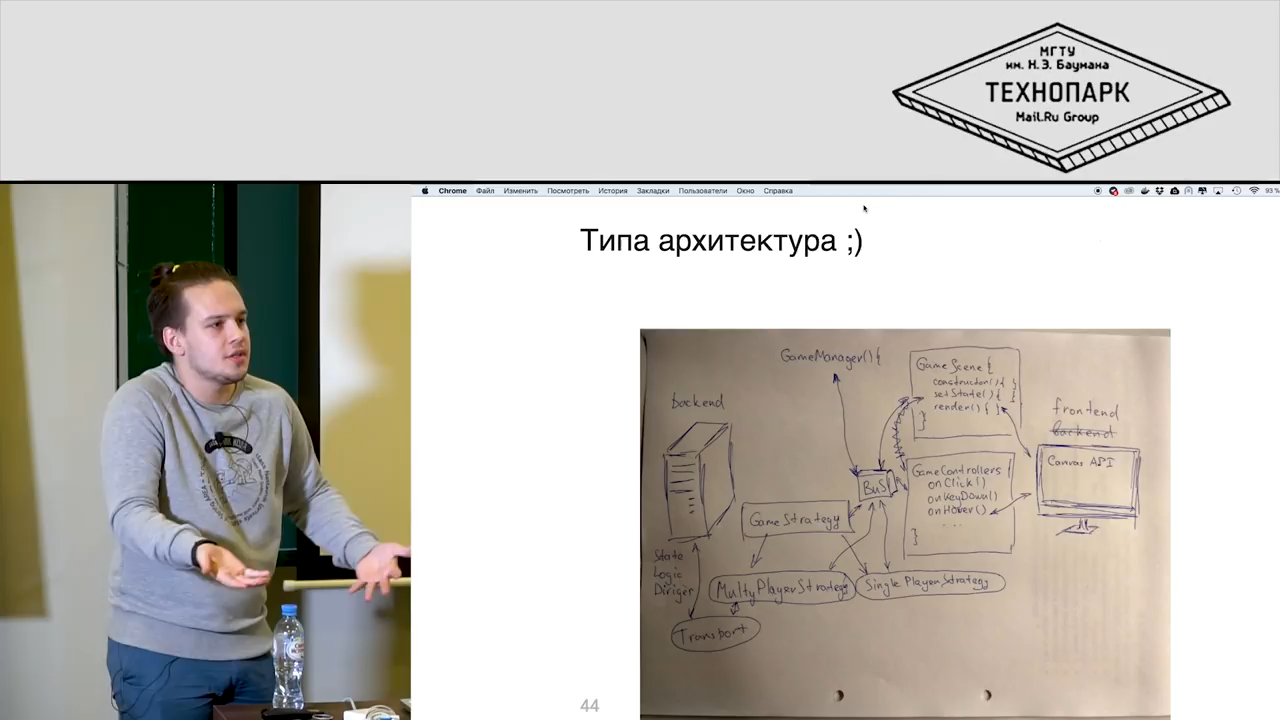 МГТУ
им. Н.Э. Баумана
ТЕХНОПАРК
Mail.Ru Group
Chrome Файл Изменить Посмотреть История Закладки Пользователи Окно Справка
93 %
Типа архитектура ;)
GameManager(){
GameScene{
constructor(){ }
setState(){ }
render(){ }
}
backend
frontend
backend
Canvas API
GameControllers {
onClick()
onKeyDown()
onHover()
...
}
BUS
GameStrategy
State
Logic
Diriger
MultyPlayerStrategy
SinglePlayerStrategy
Transport
44